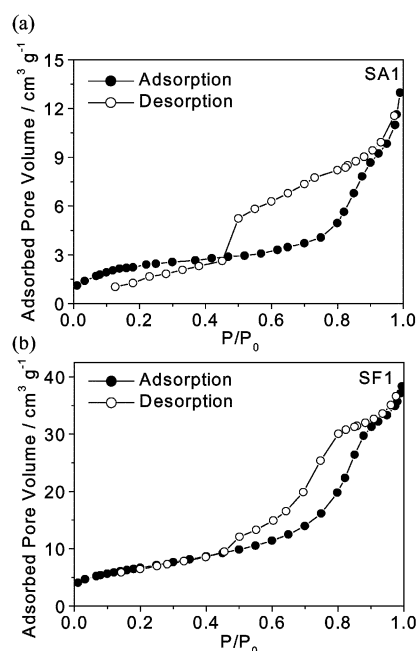 (a)
SA1
Adsorption
Desorption
Adsorbed Pore Volume / cm³ g⁻¹
15
12
9
6
3
0
0.0 0.2 0.4 0.6 0.8 1.0
P/P₀
(b)
SF1
Adsorption
Desorption
Adsorbed Pore Volume / cm³ g⁻¹
40
30
20
10
0
0.0 0.2 0.4 0.6 0.8 1.0
P/P₀